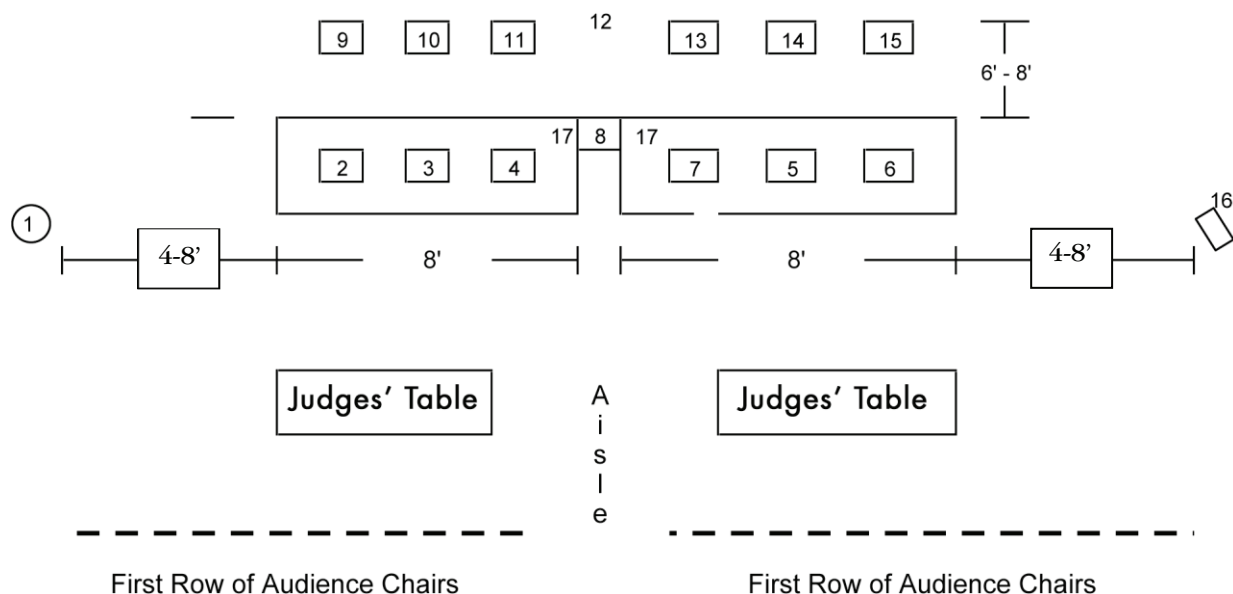 9 10 11 12 13 14 15
6' - 8'
17 8 17
2 3 4 7 5 6
1
16
4-8’ 8' 8' 4-8’
Judges’ Table Judges’ Table
A
i
s
l
e
First Row of Audience Chairs First Row of Audience Chairs